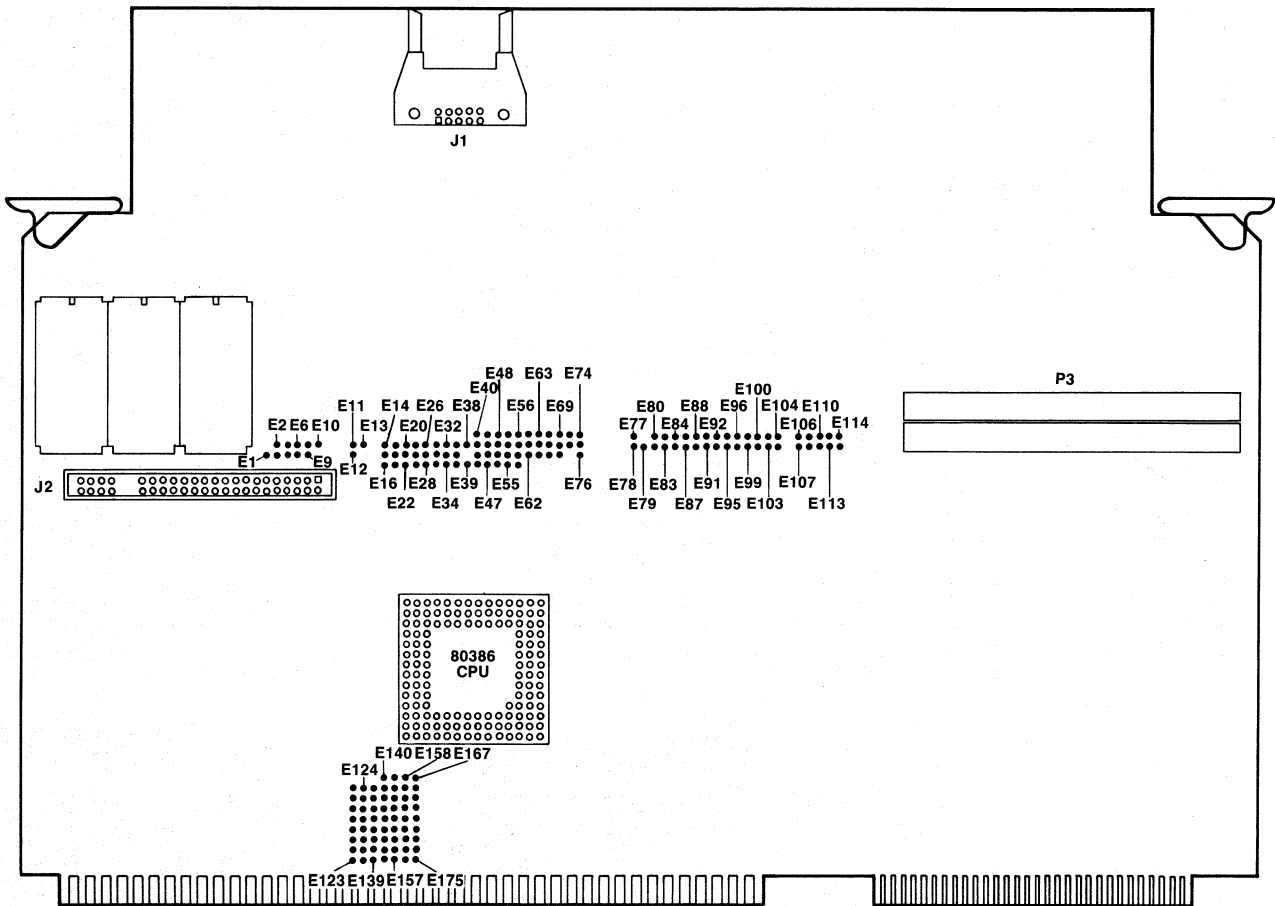 J1
P3
E48 E63 E74
E40
E100
E11 E14 E26 E38 E56 E80 E88 E96 E104 E110
E2 E6 E10 E13 E20 E32 E69 E77 E84 E92 E106 E114
E1 E9 E12
J2 E16 E28 E39 E55 E76 E78 E83 E91 E99 E107
E22 E34 E47 E62 E79 E87 E95 E103 E113
80386
CPU
E140 E158 E167
E124
E123 E139 E157 E175